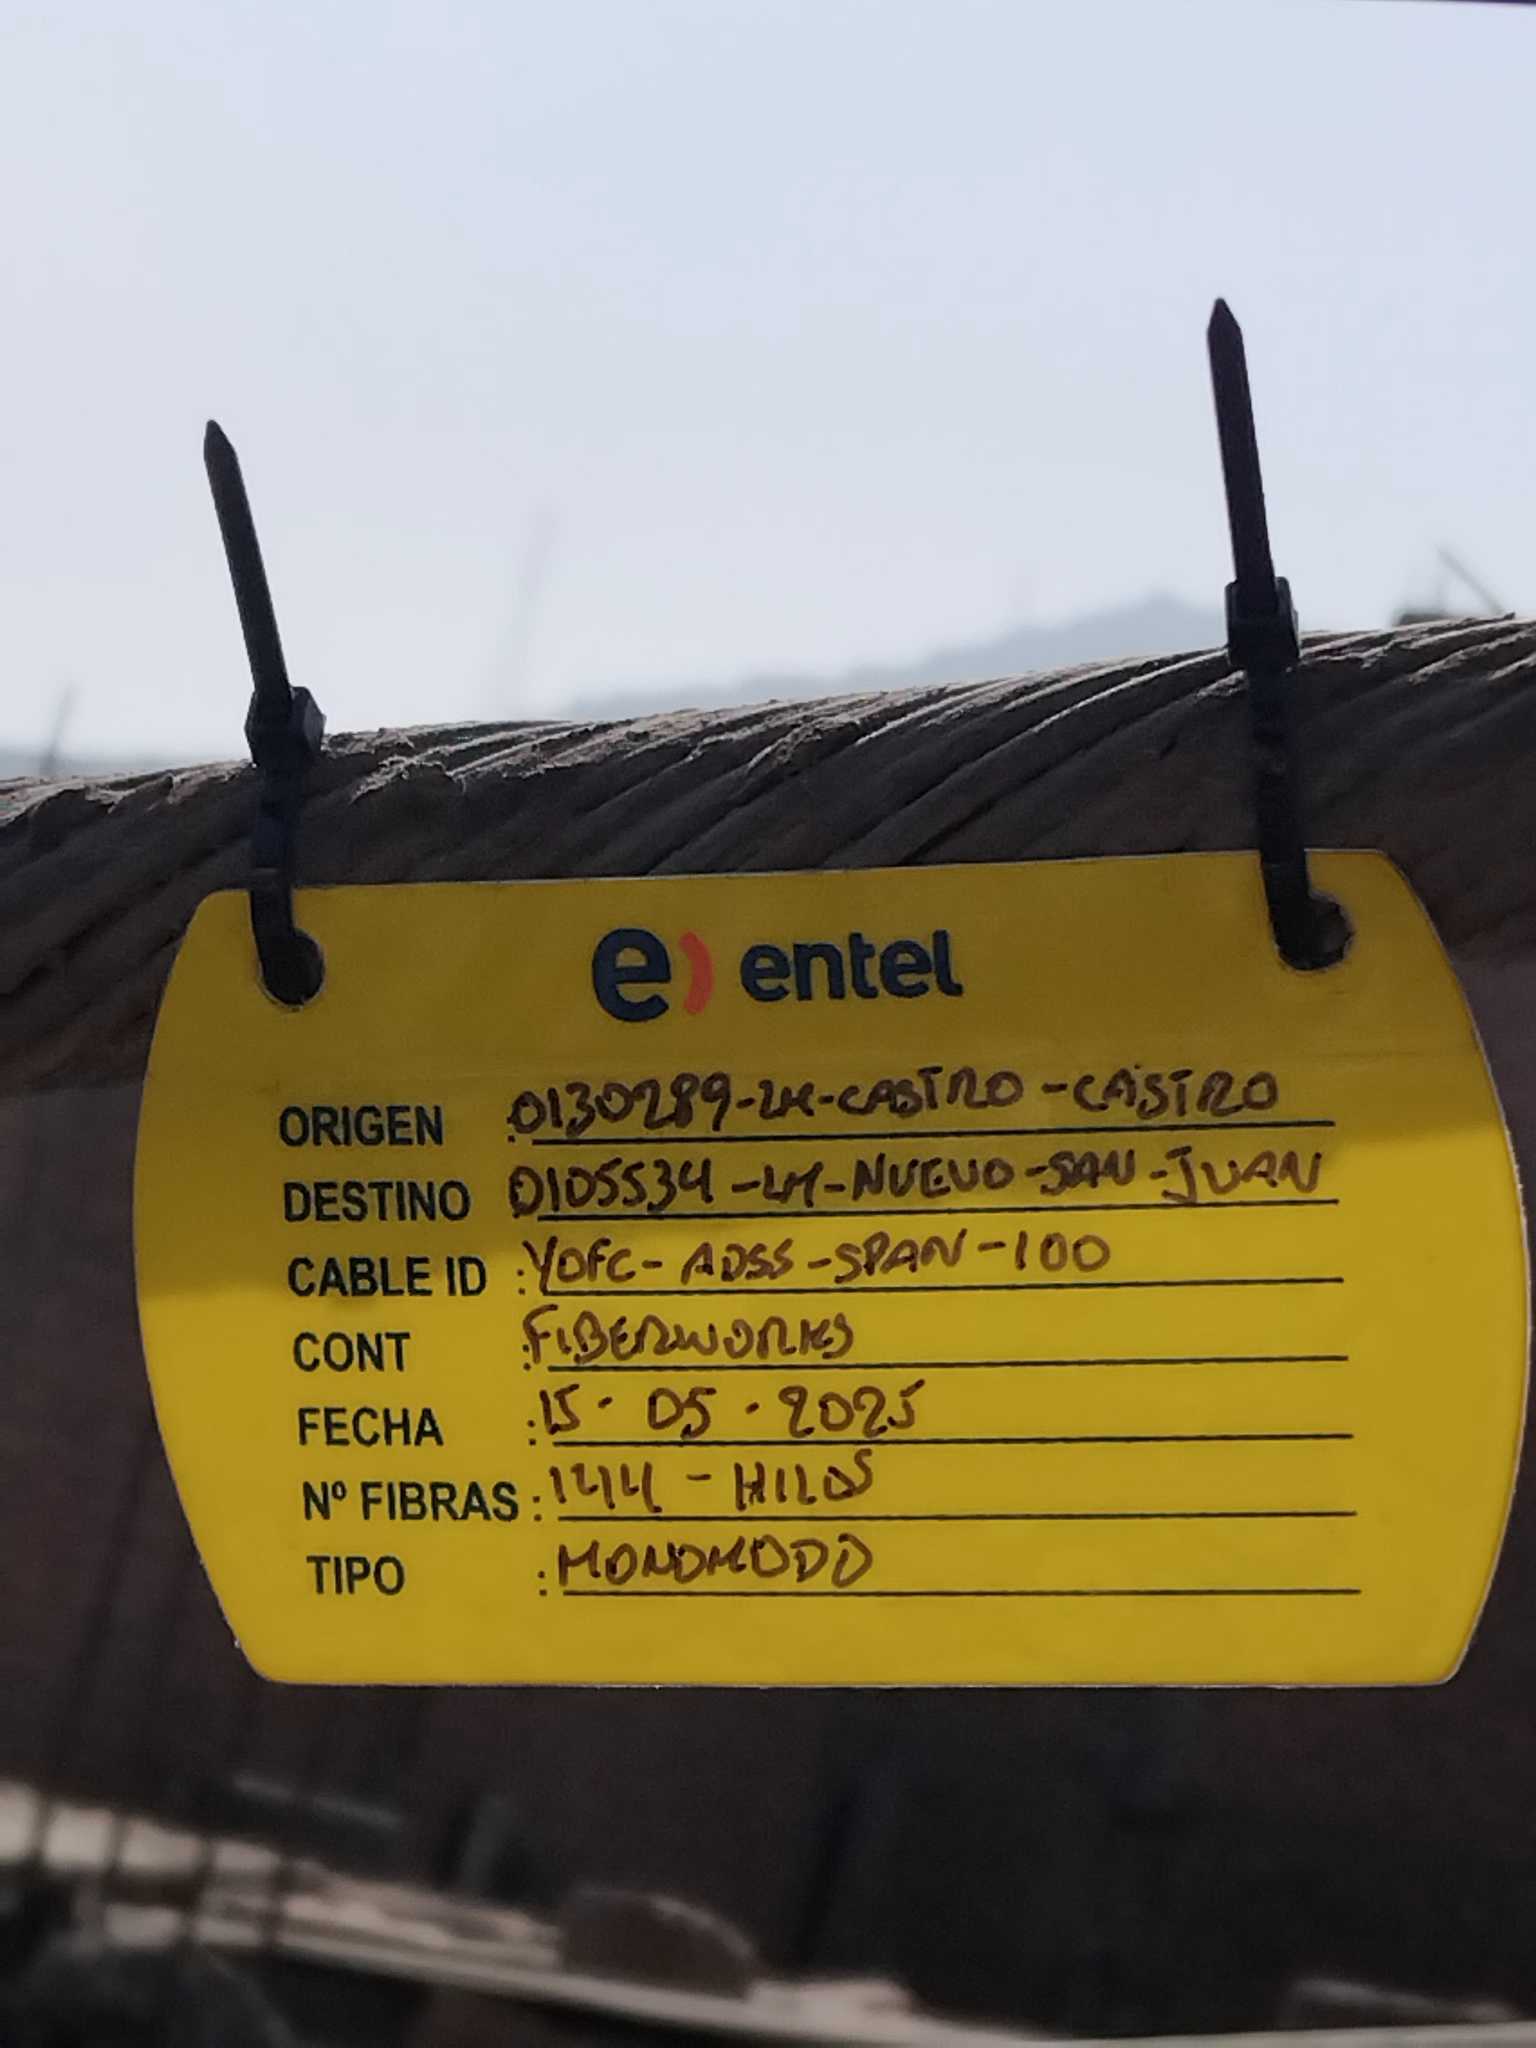 e) entel
ORIGEN : 0130289-LM-CASTRO-CASTRO
DESTINO : 0105534-LM-NUEVO-SAN-JUAN
CABLE ID : YOFC-ADSS-SPAN-100
CONT : FIBERWORKS
FECHA : 15-05-2025
Nº FIBRAS : 144-HILOS
TIPO : MONOMODO